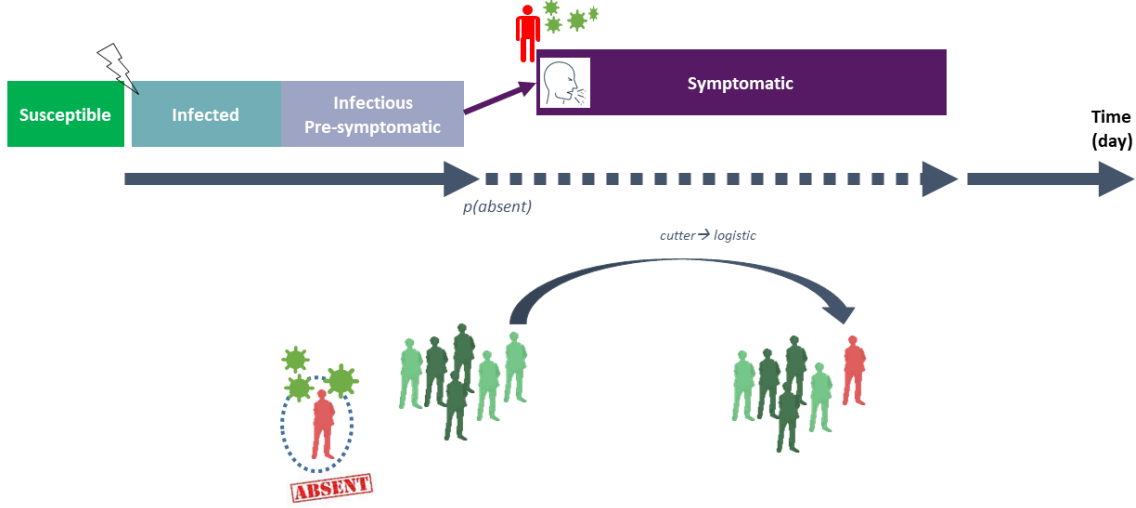 Susceptible
Infected
Infectious
Pre-symptomatic
Symptomatic
Time
(day)
p(absent)
cutter→ logistic
ABSENT